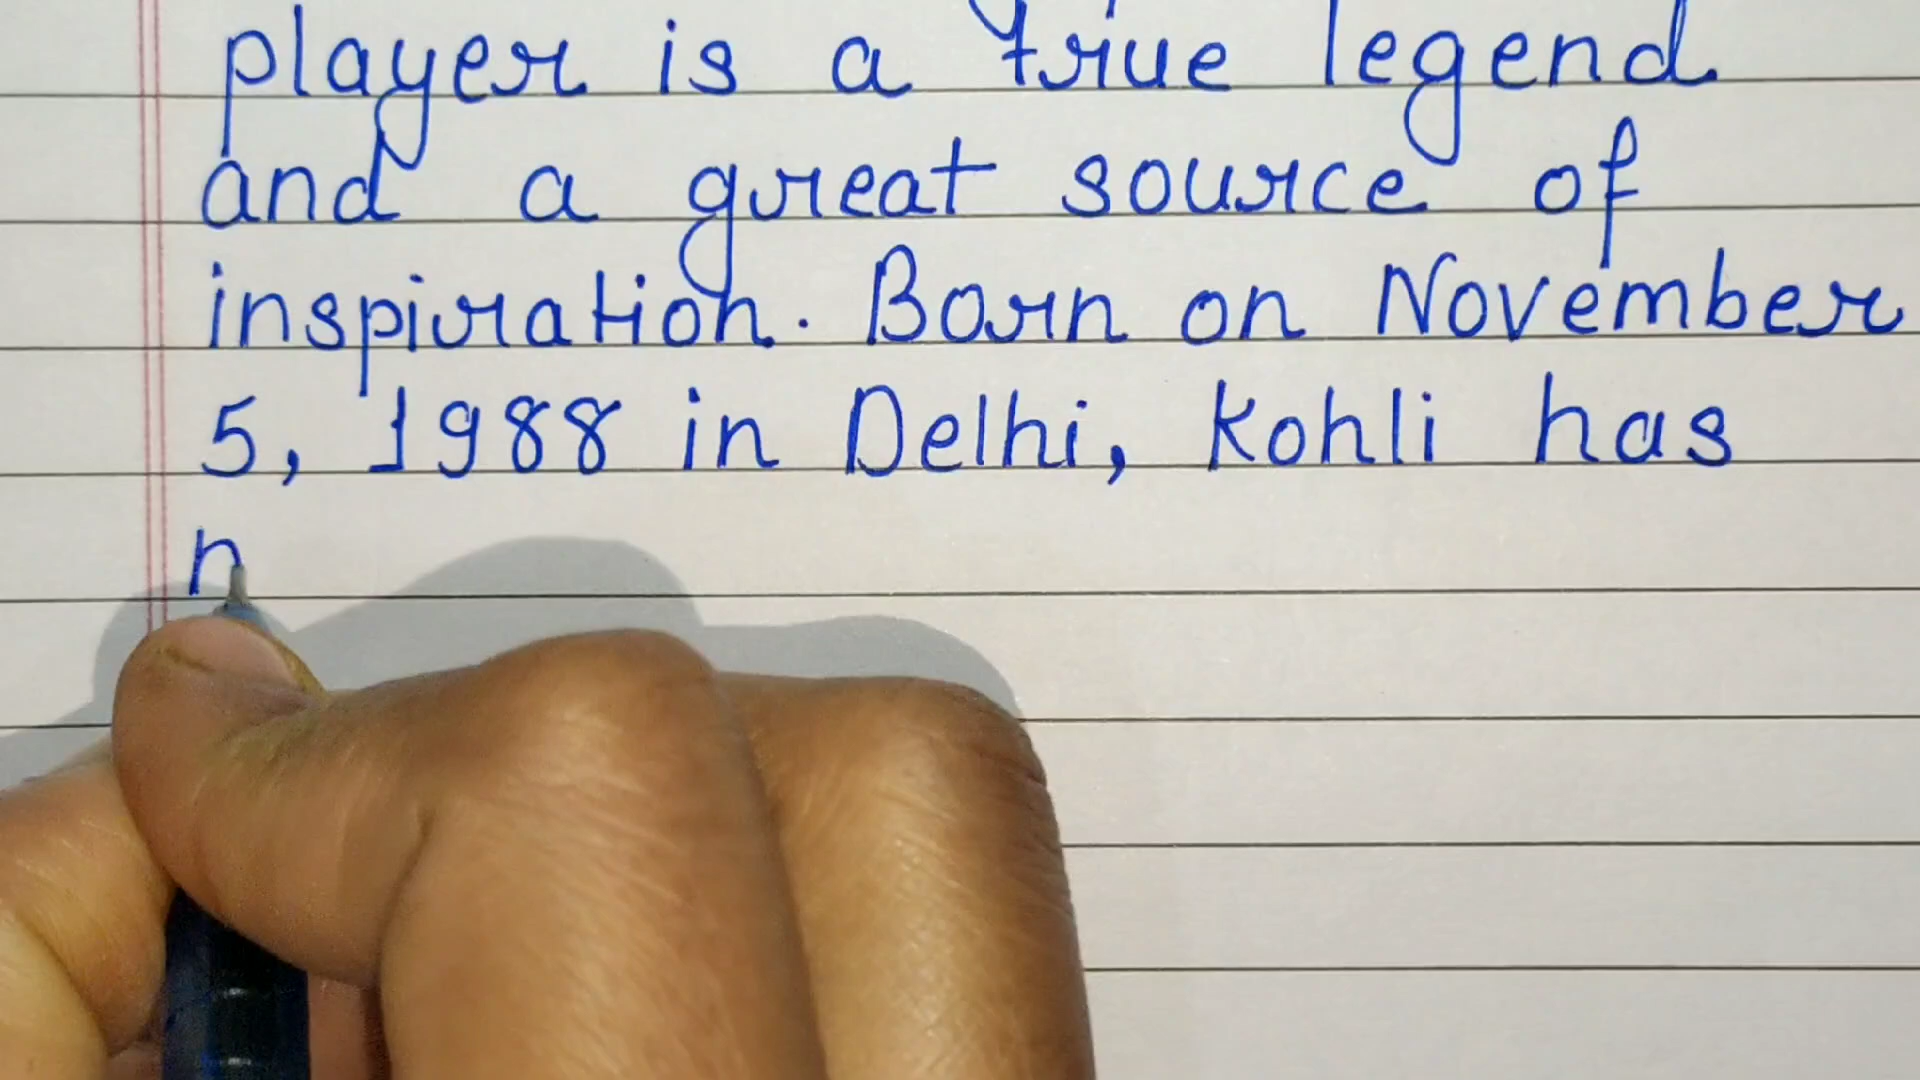 player is a true legend
and a great source of
inspiration. Born on November
5, 1988 in Delhi, Kohli has
n